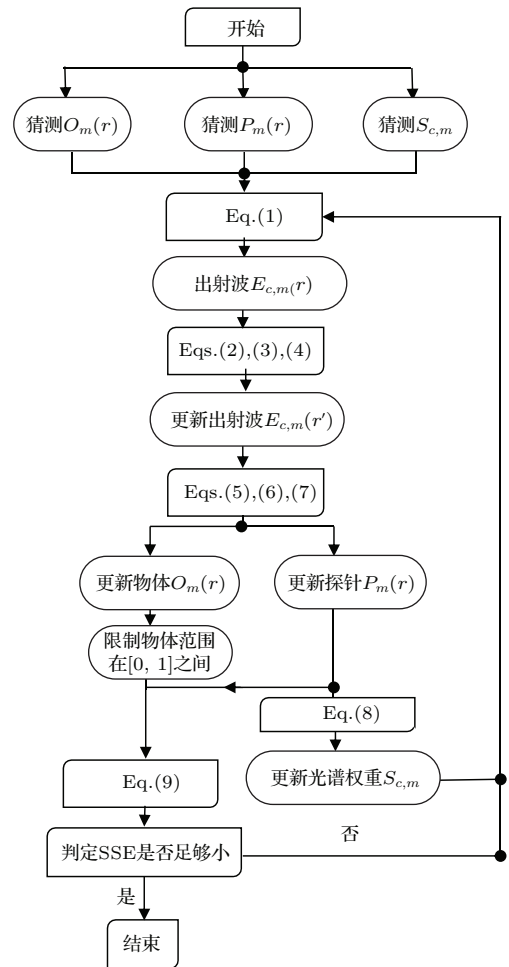 开始
猜测Oₘ(r)
猜测Pₘ(r)
猜测S_{c,m}
Eq.(1)
出射波E_{c,m(}r)
Eqs.(2),(3),(4)
更新出射波E_{c,m}(r′)
Eqs.(5),(6),(7)
更新物体Oₘ(r)
更新探针Pₘ(r)
限制物体范围
在[0, 1]之间
Eq.(8)
更新光谱权重S_{c,m}
Eq.(9)
判定SSE是否足够小
否
是
结束